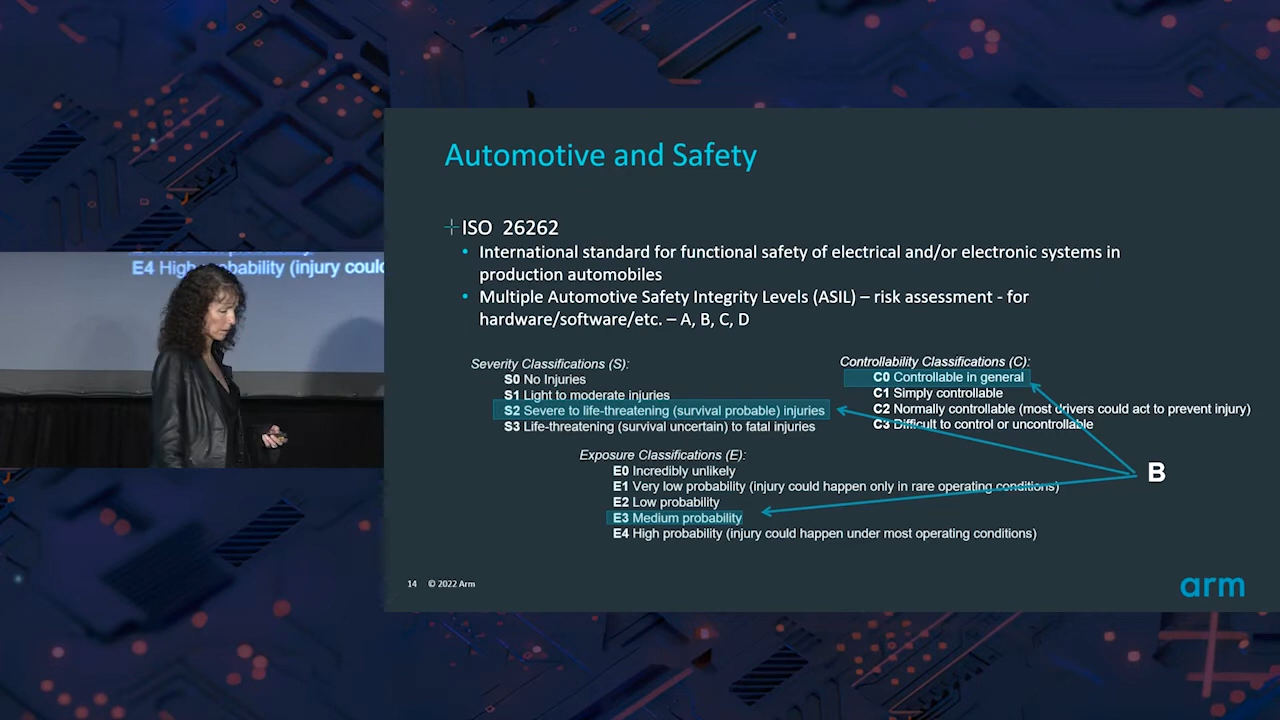 E4 High probability (injury coulc
Automotive and Safety
ISO 26262
• International standard for functional safety of electrical and/or electronic systems in
production automobiles
• Multiple Automotive Safety Integrity Levels (ASIL) – risk assessment - for
hardware/software/etc. – A, B, C, D
Severity Classifications (S):
S0 No Injuries
S1 Light to moderate injuries
S2 Severe to life-threatening (survival probable) injuries
S3 Life-threatening (survival uncertain) to fatal injuries
Controllability Classifications (C):
C0 Controllable in general
C1 Simply controllable
C2 Normally controllable (most drivers could act to prevent injury)
C3 Difficult to control or uncontrollable
Exposure Classifications (E):
E0 Incredibly unlikely
E1 Very low probability (injury could happen only in rare operating conditions)
E2 Low probability
E3 Medium probability
E4 High probability (injury could happen under most operating conditions)
B
14 © 2022 Arm
arm